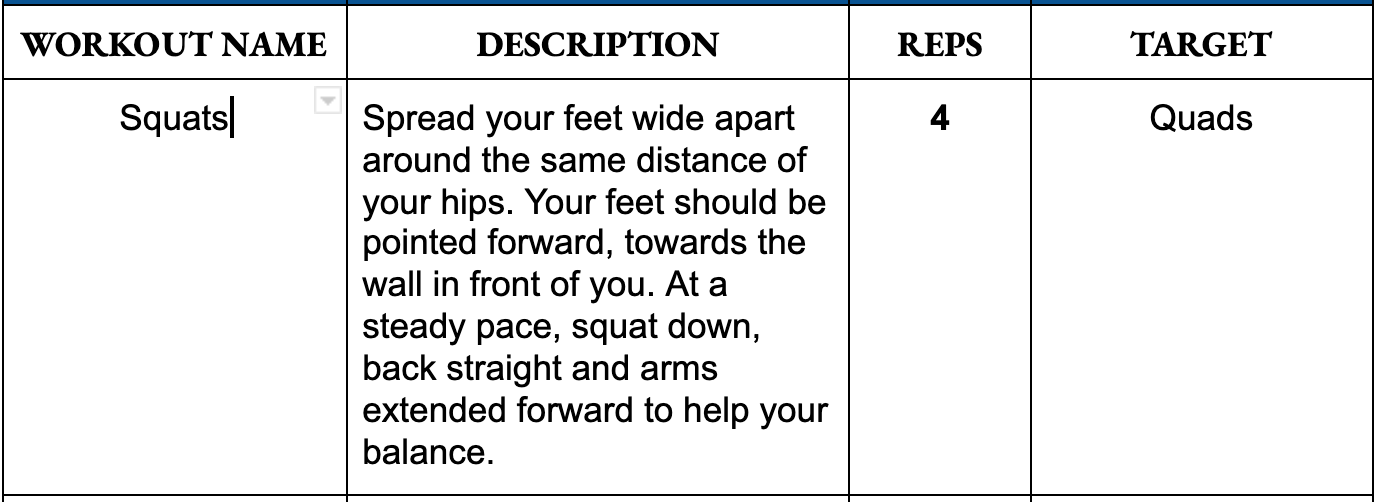 WORKOUT NAME DESCRIPTION REPS TARGET
Squats Spread your feet wide apart 4 Quads
around the same distance of
your hips. Your feet should be
pointed forward, towards the
wall in front of you. At a
steady pace, squat down,
back straight and arms
extended forward to help your
balance.